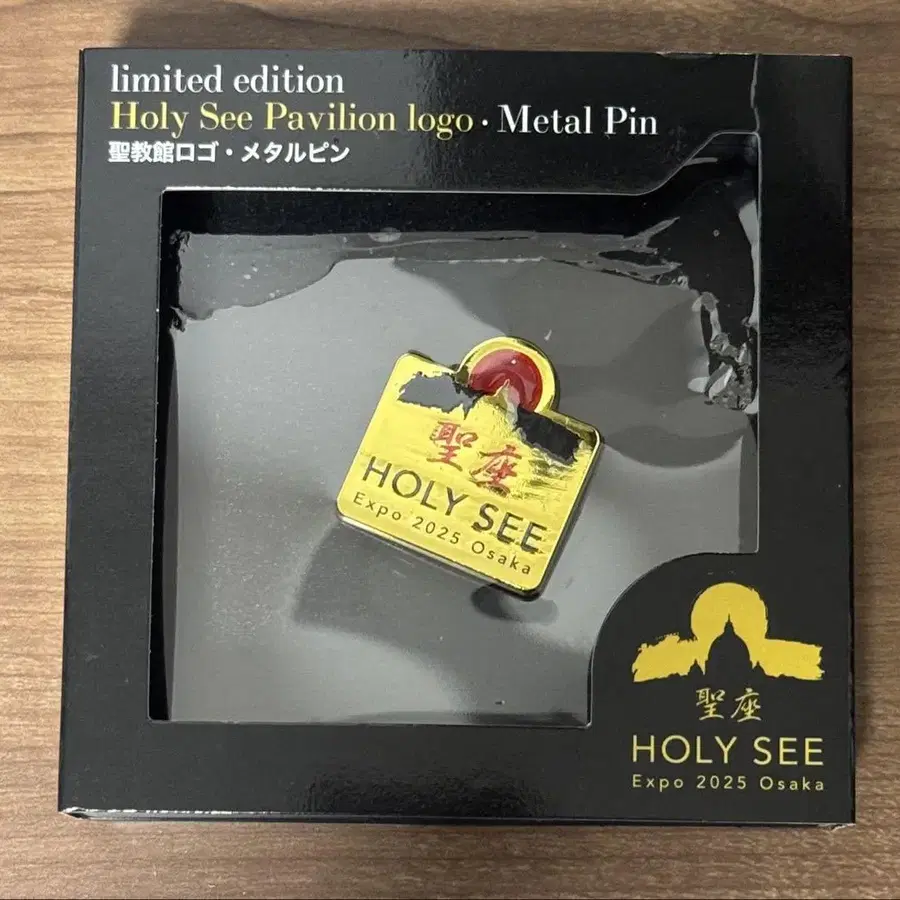 limited edition
Holy See Pavilion logo · Metal Pin
聖教館ロゴ・メタルピン
聖座
HOLY SEE
Expo 2025 Osaka
聖座
HOLY SEE
Expo 2025 Osaka